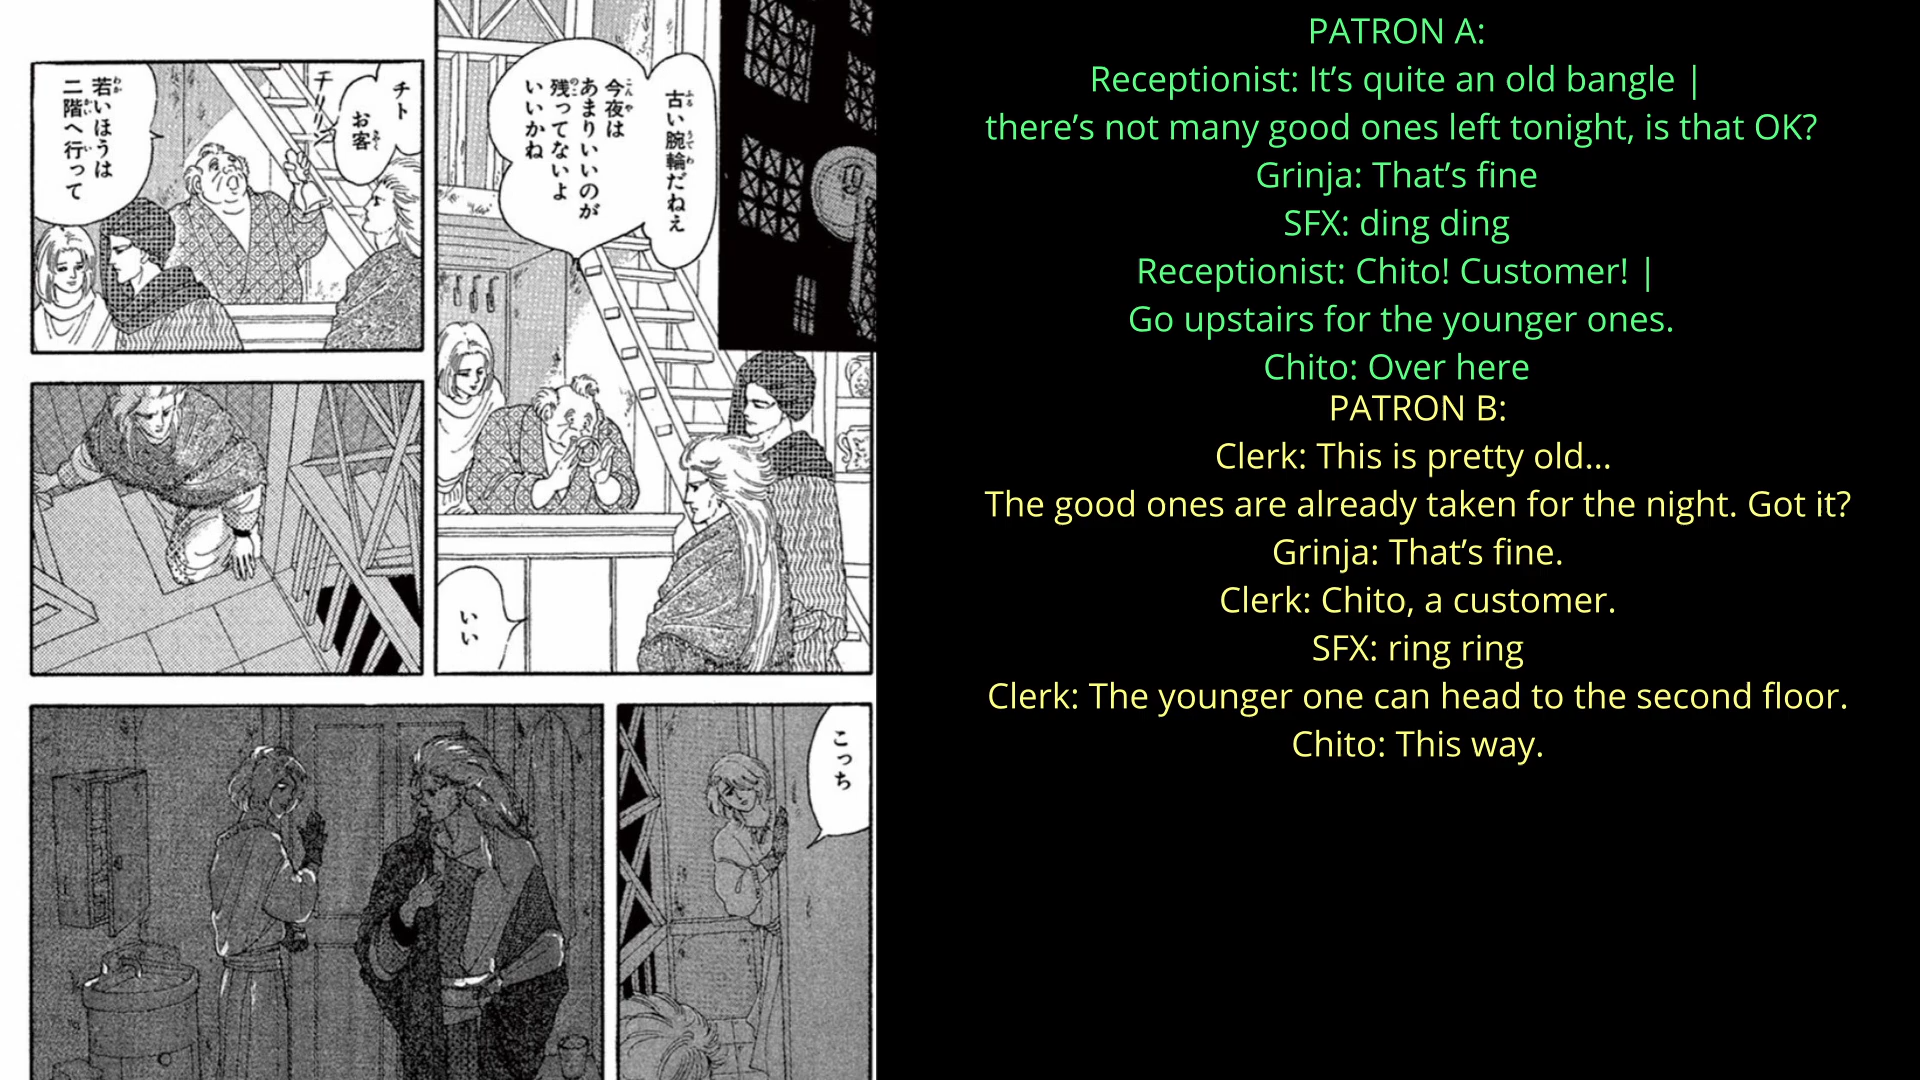 古い腕輪だねえ
今夜は
あまりいいのが
残ってないよ
いいかね
いい
チト
お客
チリーン
若いほうは
二階へ行って
こっち
PATRON A:
Receptionist: It’s quite an old bangle |
there’s not many good ones left tonight, is that OK?
Grinja: That’s fine
SFX: ding ding
Receptionist: Chito! Customer! |
Go upstairs for the younger ones.
Chito: Over here
PATRON B:
Clerk: This is pretty old...
The good ones are already taken for the night. Got it?
Grinja: That’s fine.
Clerk: Chito, a customer.
SFX: ring ring
Clerk: The younger one can head to the second floor.
Chito: This way.